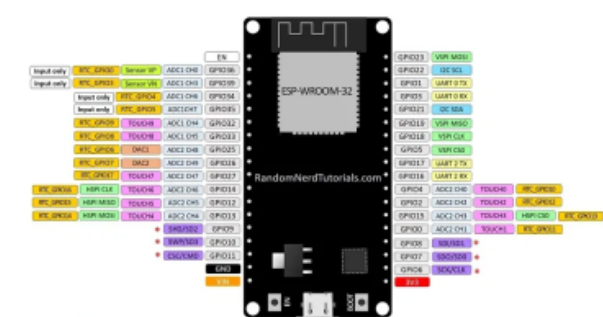 EN
GPIO23 VSPI MOSI
Input only RTC_GPIO0 Sensor VP ADC1 CH0 GPIO36
GPIO22 I2C SCL
Input only RTC_GPIO3 Sensor VN ADC1 CH3 GPIO39
GPIO1 UART 0 TX
Input only RTC_GPIO4 ADC1 CH6 GPIO34
GPIO3 UART 0 RX
Input only RTC_GPIO5 ADC1CH7 GPIO35
GPIO21 I2C SDA
RTC_GPIO9 TOUCH9 ADC1 CH4 GPIO32
GPIO19 VSPI MISO
RTC_GPIO8 TOUCH8 ADC1 CH5 GPIO33
GPIO18 VSPI CLK
RTC_GPIO6 DAC1 ADC2 CH8 GPIO25
GPIO5 VSPI CS0
RTC_GPIO7 DAC2 ADC2 CH9 GPIO26
GPIO17 UART 2 TX
RTC_GPIO17 TOUCH7 ADC2 CH7 GPIO27
GPIO16 UART 2 RX
RTC_GPIO16 HSPI CLK TOUCH6 ADC2 CH6 GPIO14
GPIO4 ADC2 CH0 TOUCH0 RTC_GPIO10
RTC_GPIO15 HSPI MISO TOUCH5 ADC2 CH5 GPIO12
GPIO2 ADC2 CH2 RTC_GPIO12
RTC_GPIO14 HSPI MOSI TOUCH4 ADC2 CH4 GPIO13
GPIO15 ADC2 CH3 TOUCH3 HSPI CS0 RTC_GPIO13
* SHD/SD2 GPIO9
GPIO0 ADC2 CH1 TOUCH1 RTC_GPIO11
* SWP/SD3 GPIO10
GPIO8 SDI/SD1 *
* CSC/CMD GPIO11
GPIO7 SDO/SD0 *
GND
GPIO6 SCK/CLK *
VIN
3V3
ESP-WROOM-32
RandomNerdTutorials.com
EN
BOOT